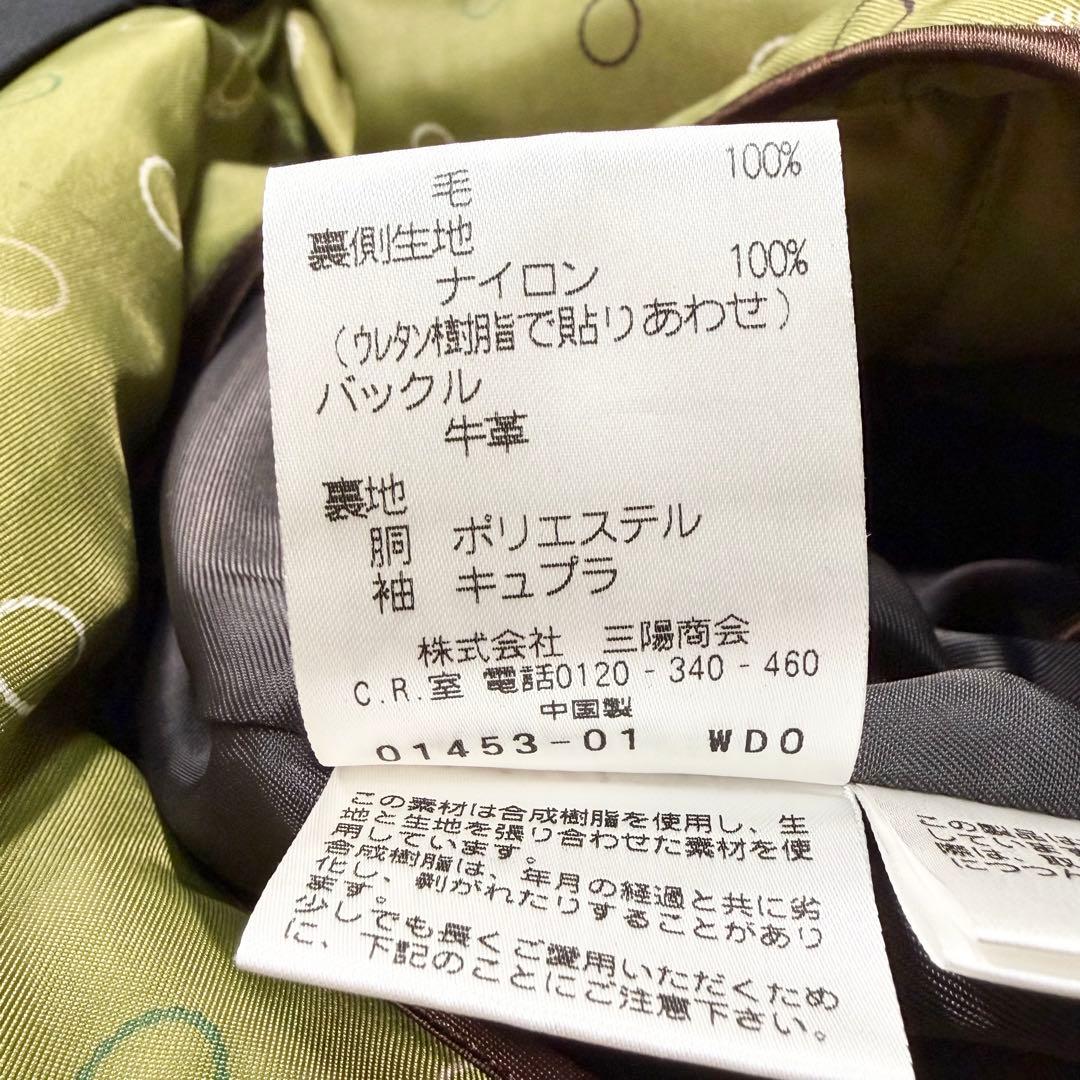 毛 100%
裏側生地
ナイロン 100%
(ウレタン樹脂で貼りあわせ)
バックル
牛革
裏地
胴 ポリエステル
袖 キュプラ
株式会社 三陽商会
C.R.室 電話0120-340-460
中国製
01453-01 WDO
この素材は合成樹脂を使用し、生
地と生地を張り合わせた素材を使
用しています。
合成樹脂は、年月の経過と共に劣
化し、剥がれたりすることがあり
ます。
少しでも長くご愛用いただくため
に、下記のことにご注意下さい。
この製品は